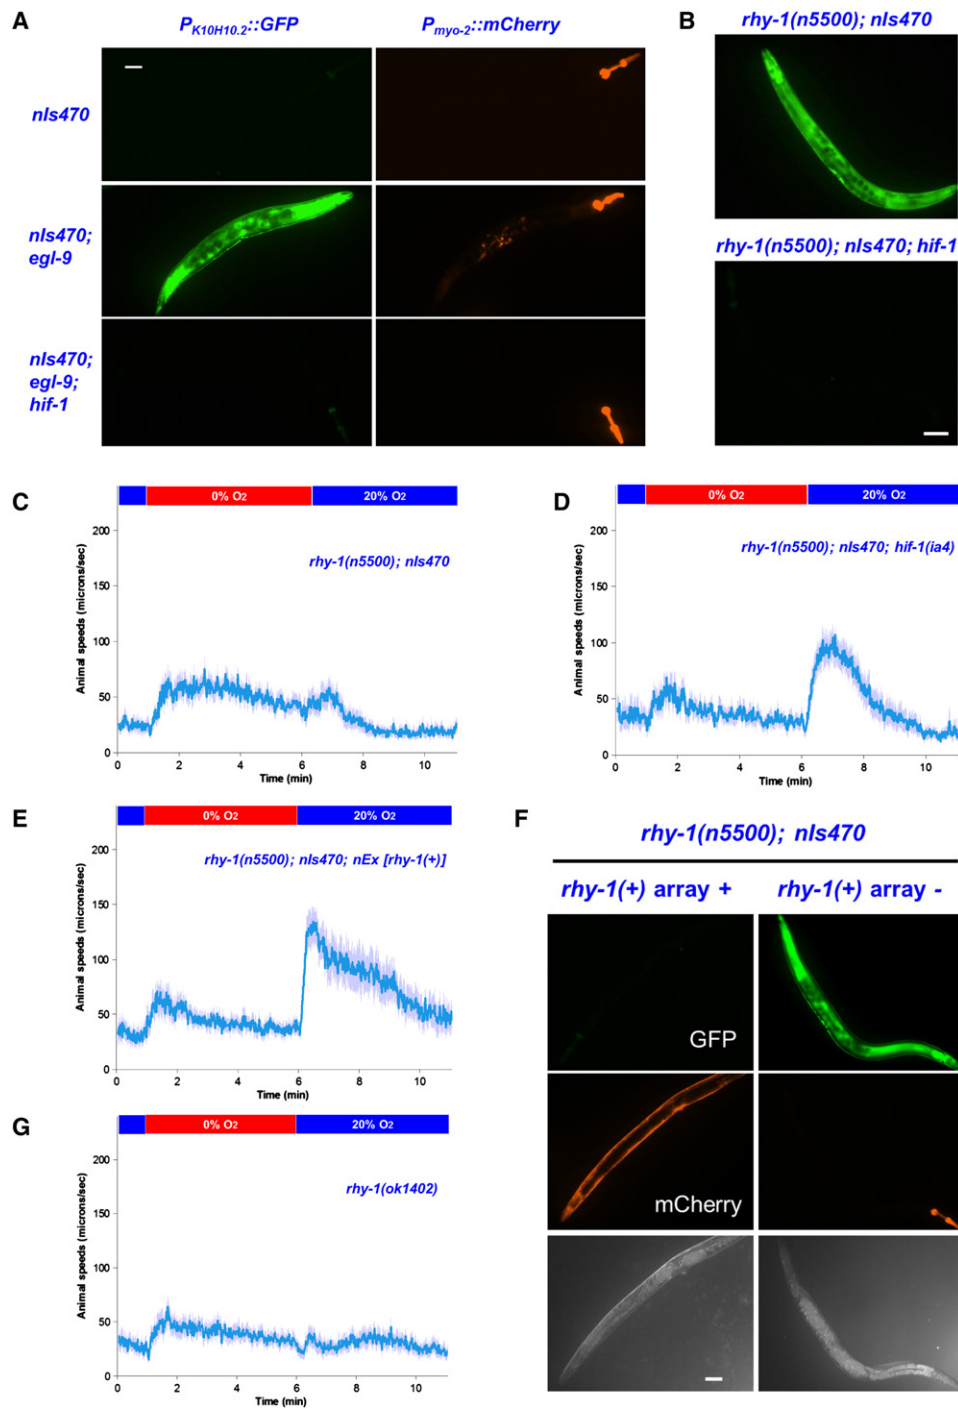 A
P K10H10.2::GFP
P myo-2::mCherry
nIs470
nIs470;
egl-9
nIs470;
egl-9;
hif-1
B
rhy-1(n5500); nIs470
rhy-1(n5500); nIs470; hif-1
C
0% O2
20% O2
rhy-1(n5500); nIs470
Animal speeds (microns/sec)
200
150
100
50
0
0 2 4 6 8 10
Time (min)
D
0% O2
20% O2
rhy-1(n5500); nIs470; hif-1(ia4)
Animal speeds (microns/sec)
200
150
100
50
0
0 2 4 6 8 10
Time (min)
E
0% O2
20% O2
rhy-1(n5500); nIs470; nEx [rhy-1(+)]
Animal speeds (microns/sec)
200
150
100
50
0
0 2 4 6 8 10
Time (min)
F
rhy-1(n5500); nIs470
rhy-1(+) array +
rhy-1(+) array -
GFP
mCherry
G
0% O2
20% O2
rhy-1(ok1402)
Animal speeds (microns/sec)
200
150
100
50
0
0 2 4 6 8 10
Time (min)